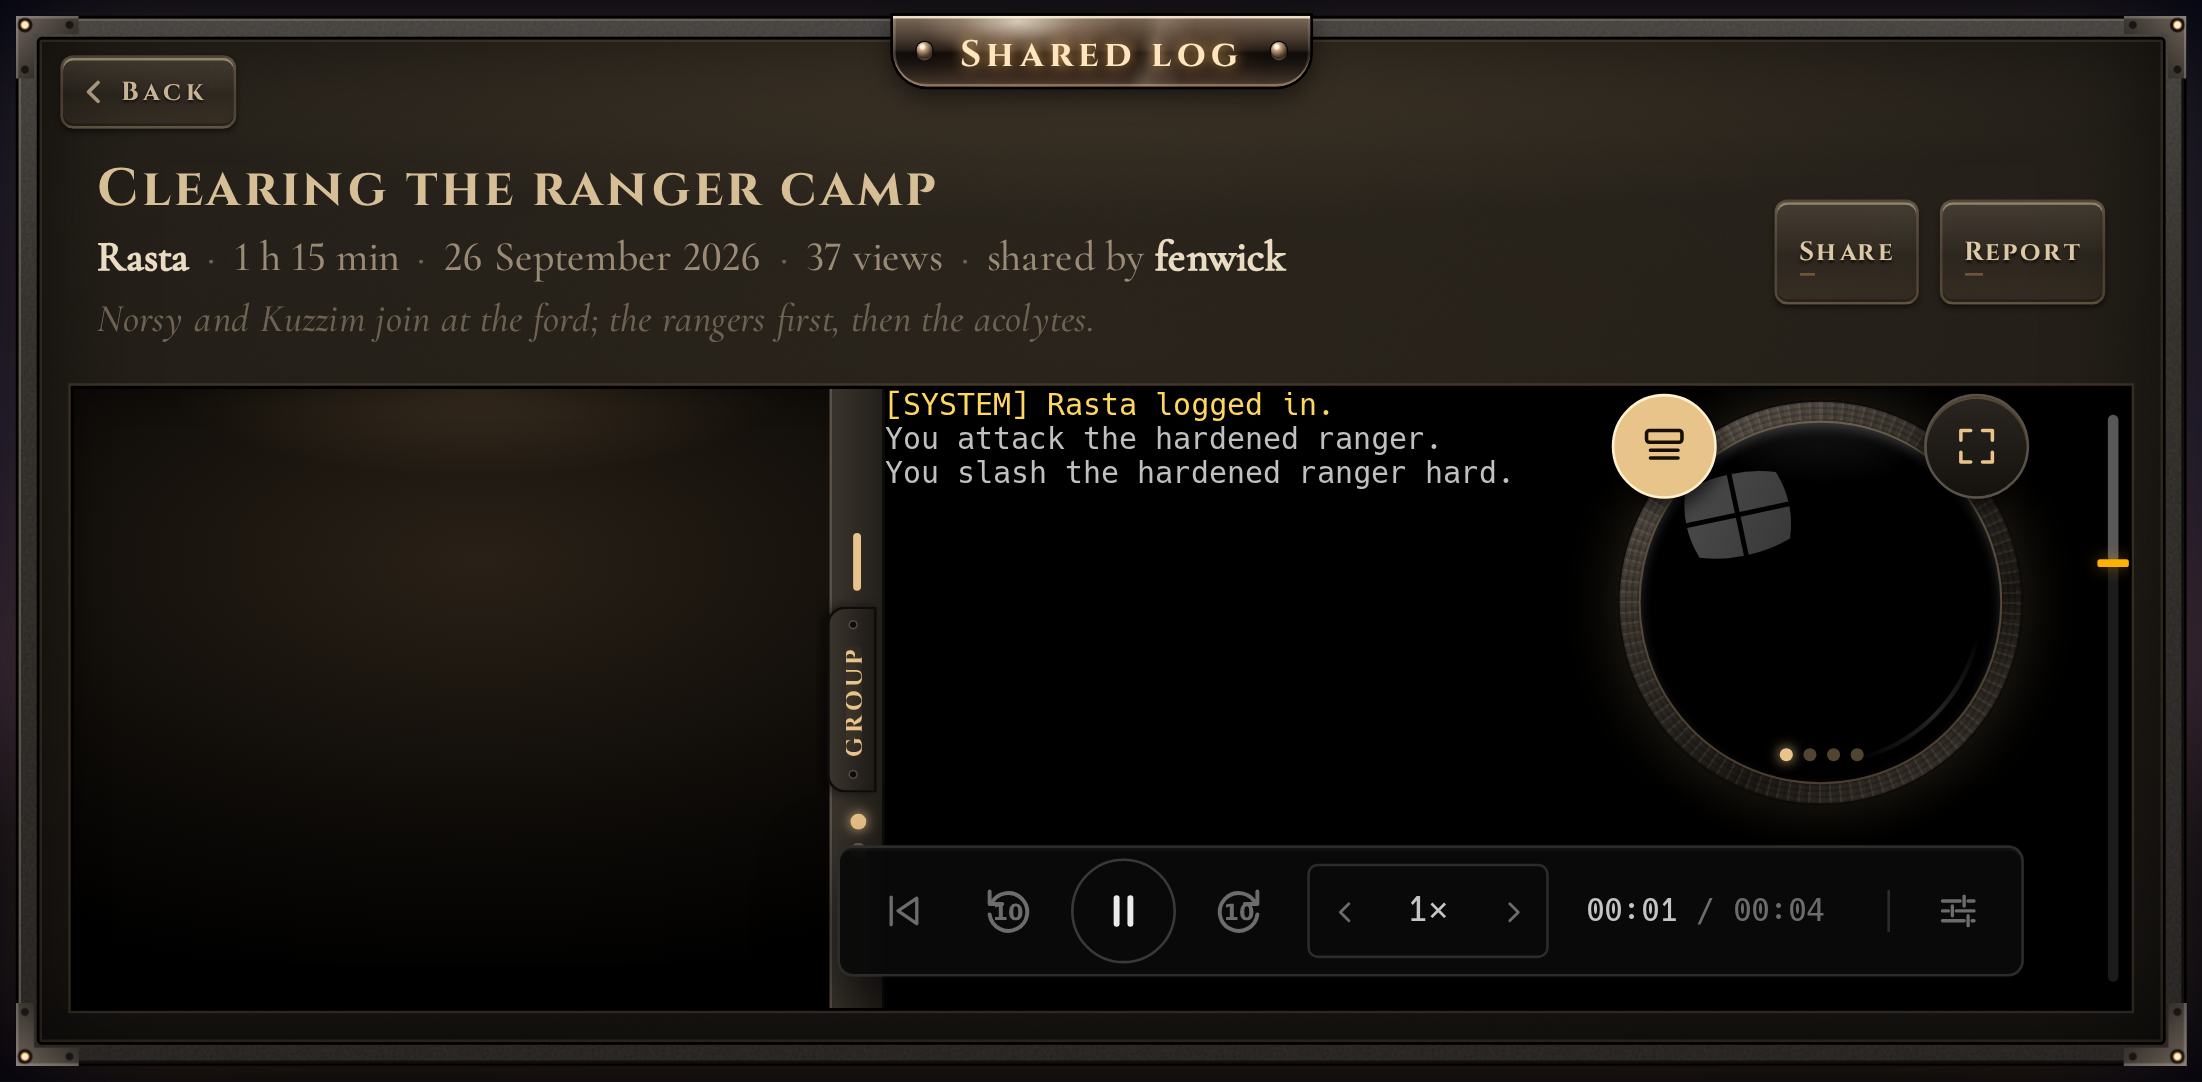 Shared log
Back
Clearing the ranger camp
Rasta · 1 h 15 min · 26 September 2026 · 37 views · shared by fenwick
Norsy and Kuzzim join at the ford; the rangers first, then the acolytes.
Share
Report
[SYSTEM] Rasta logged in.
You attack the hardened ranger.
You slash the hardened ranger hard.
GROUP
10
10
1×
00:01 / 00:04